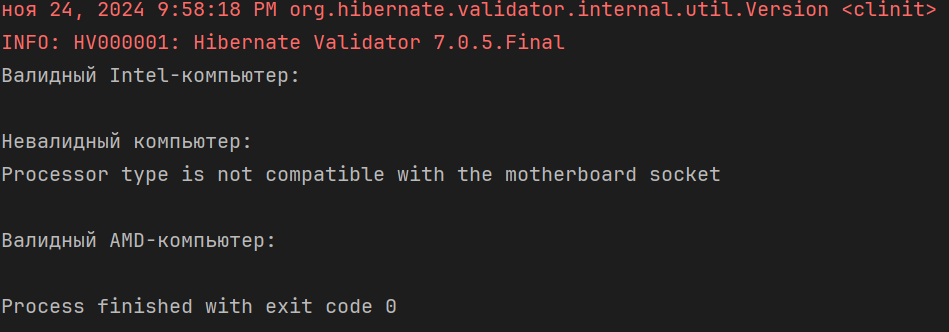 ноя 24, 2024 9:58:18 PM org.hibernate.validator.internal.util.Version <clinit>
INFO: HV000001: Hibernate Validator 7.0.5.Final
Валидный Intel-компьютер:
Невалидный компьютер:
Processor type is not compatible with the motherboard socket
Валидный AMD-компьютер:
Process finished with exit code 0